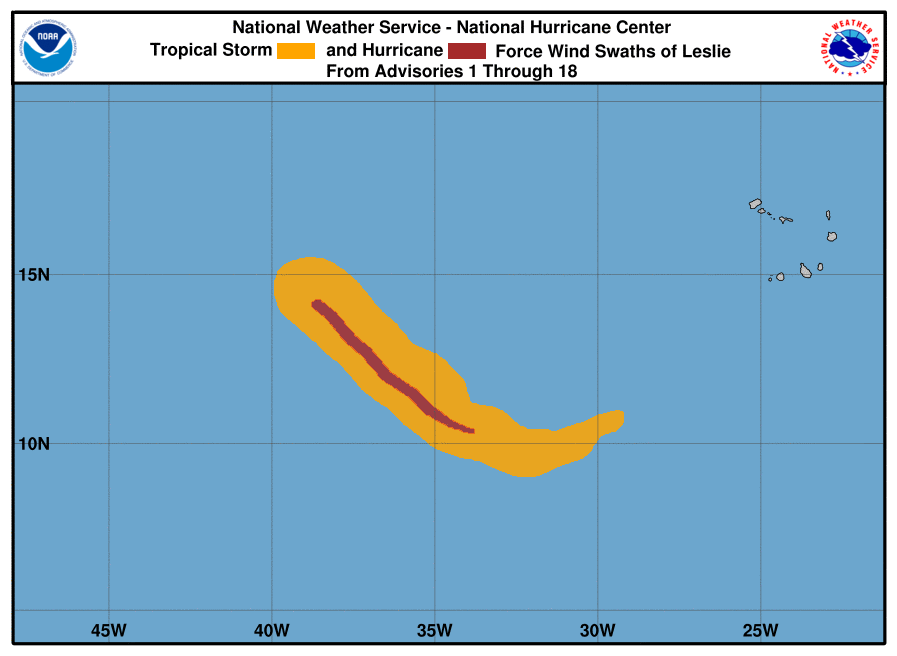 National Weather Service - National Hurricane Center
Tropical Storm and Hurricane Force Wind Swaths of Leslie
From Advisories 1 Through 18
NOAA
NATIONAL WEATHER SERVICE
15N
10N
45W 40W 35W 30W 25W